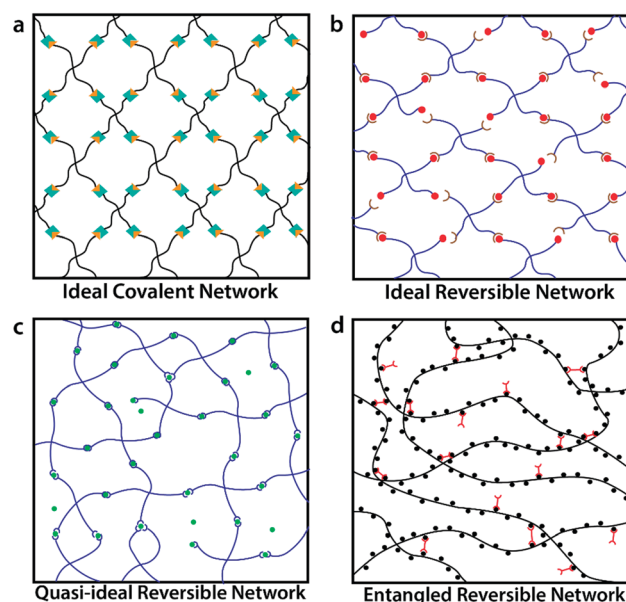 a
b
Ideal Covalent Network
Ideal Reversible Network
c
d
Quasi-ideal Reversible Network
Entangled Reversible Network